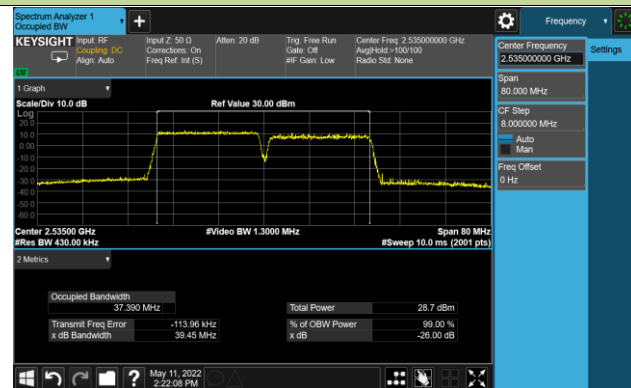 Spectrum Analyzer 1
Occupied BW
Frequency
KEYSIGHT
Input: RF
Coupling: DC
Align: Auto
Input Z: 50 Ω
Corrections: On
Freq Ref: Int (S)
Atten: 20 dB
Trig: Free Run
Gate: Off
#IF Gain: Low
Center Freq: 2.535000000 GHz
Avg|Hold:>100/100
Radio Std: None
Center Frequency
2.535000000 GHz
Settings
Span
80.000 MHz
CF Step
8.000000 MHz
Auto
Man
Freq Offset
0 Hz
1 Graph
Scale/Div 10.0 dB
Ref Value 30.00 dBm
Log
20.0
10.0
0.00
-10.0
-20.0
-30.0
-40.0
-50.0
-60.0
Center 2.53500 GHz
#Video BW 1.3000 MHz
Span 80 MHz
#Res BW 430.00 kHz
#Sweep 10.0 ms (2001 pts)
2 Metrics
Occupied Bandwidth
37.390 MHz
Total Power
28.7 dBm
Transmit Freq Error
-113.96 kHz
% of OBW Power
99.00 %
x dB Bandwidth
39.45 MHz
x dB
-26.00 dB
May 11, 2022
2:22:08 PM